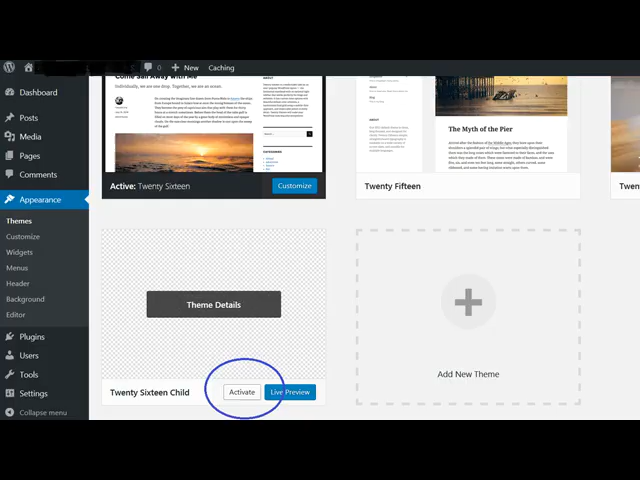 0 New Caching
Dashboard
Posts
Media
Pages
Comments
Appearance
Themes
Customize
Widgets
Menus
Header
Background
Editor
Plugins
Users
Tools
Settings
Collapse menu
Come Sail Away With Me
Individually, we are one drop. Together, we are an ocean.
ABOUT
CATEGORIES
Active: Twenty Sixteen Customize
ABOUT
The Myth of the Pier
Twenty Fifteen
Twen
Theme Details
Twenty Sixteen Child Activate Live Preview
Add New Theme